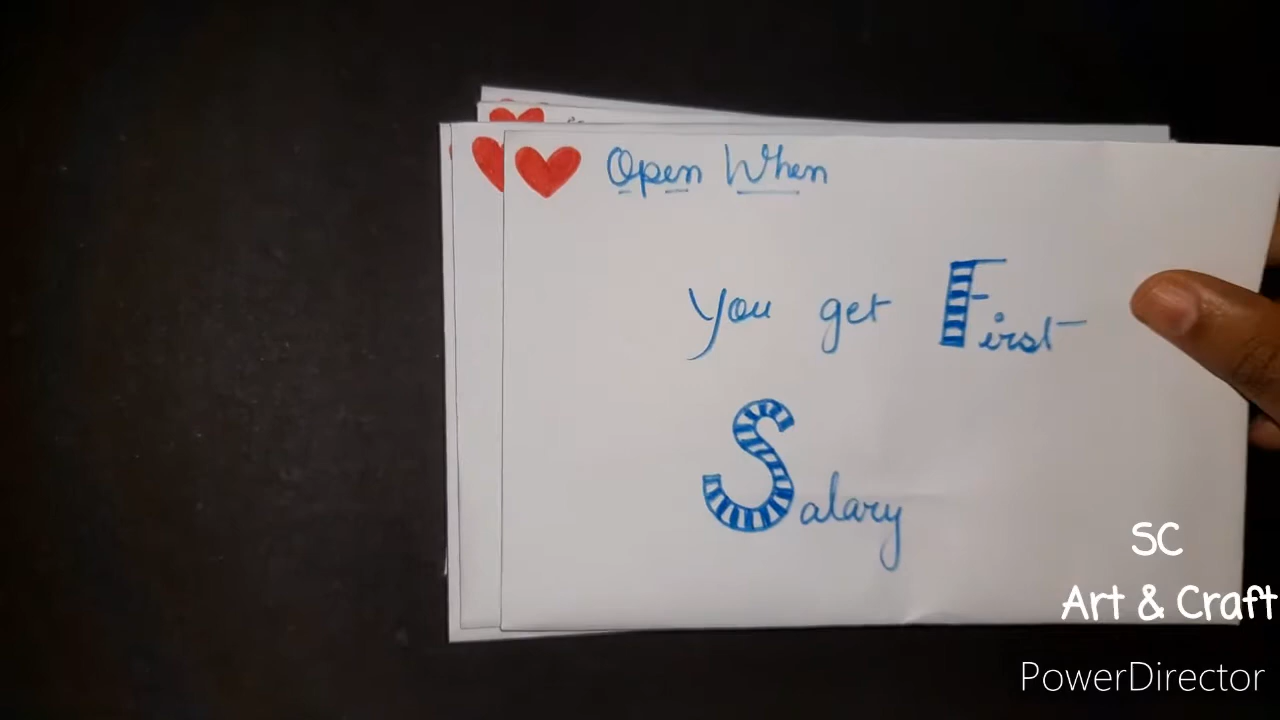 Open When
You get First
Salary
SC
Art & Craft
PowerDirector